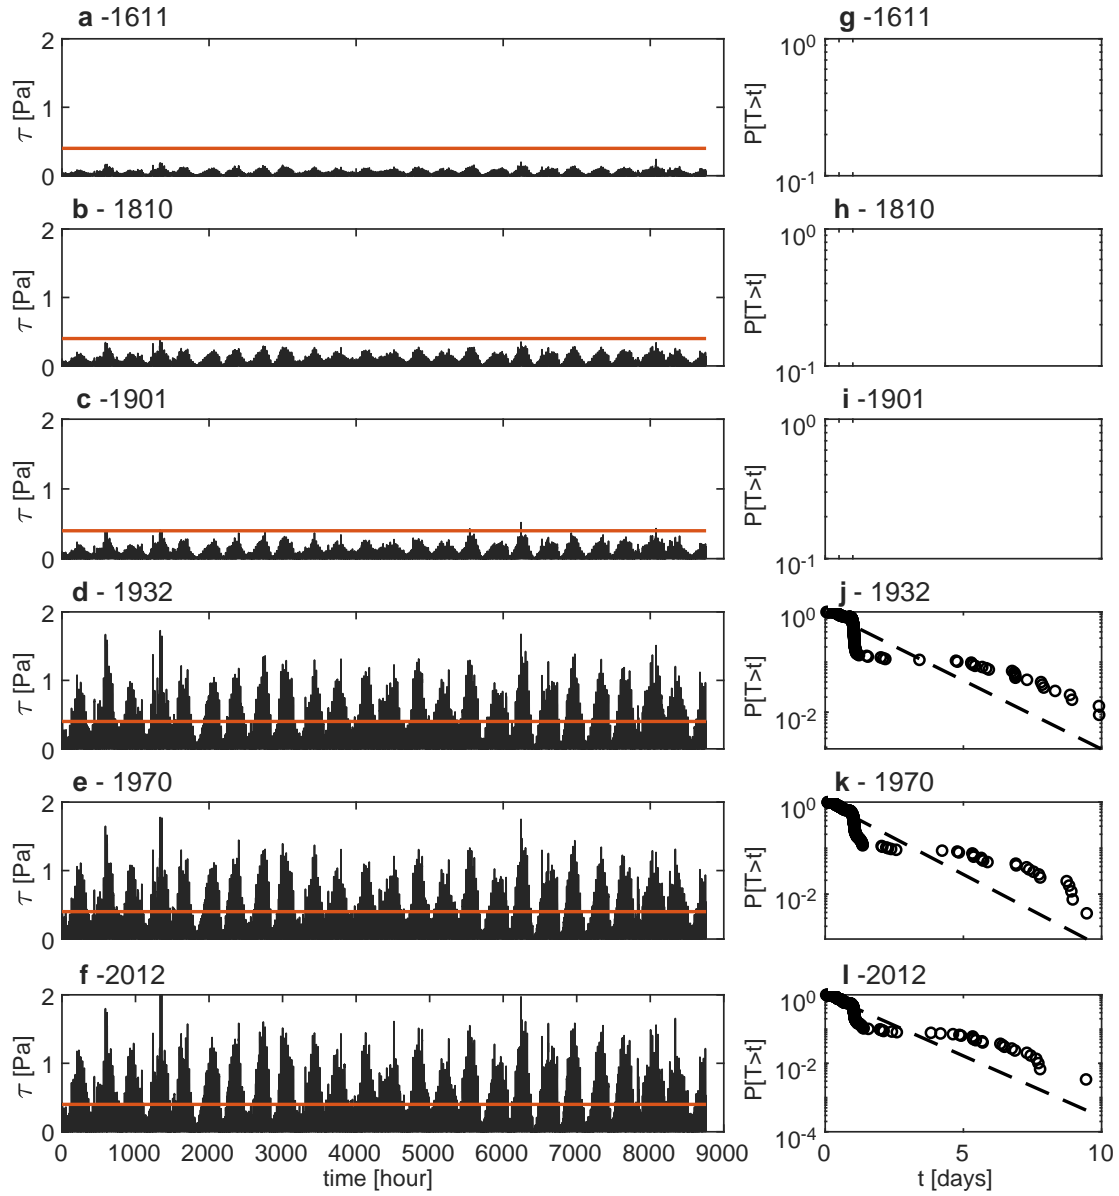 a -1611
g -1611
2
1
0
τ [Pa]
10^0
10^-1
P[T>t]
b - 1810
h - 1810
2
1
0
τ [Pa]
10^0
10^-1
P[T>t]
c -1901
i -1901
2
1
0
τ [Pa]
10^0
10^-1
P[T>t]
d - 1932
j - 1932
2
1
0
τ [Pa]
10^0
10^-2
P[T>t]
e - 1970
k - 1970
2
1
0
τ [Pa]
10^0
10^-2
P[T>t]
f -2012
l -2012
2
1
0
τ [Pa]
10^0
10^-2
10^-4
P[T>t]
0 1000 2000 3000 4000 5000 6000 7000 8000 9000
0 5 10
time [hour]
t [days]